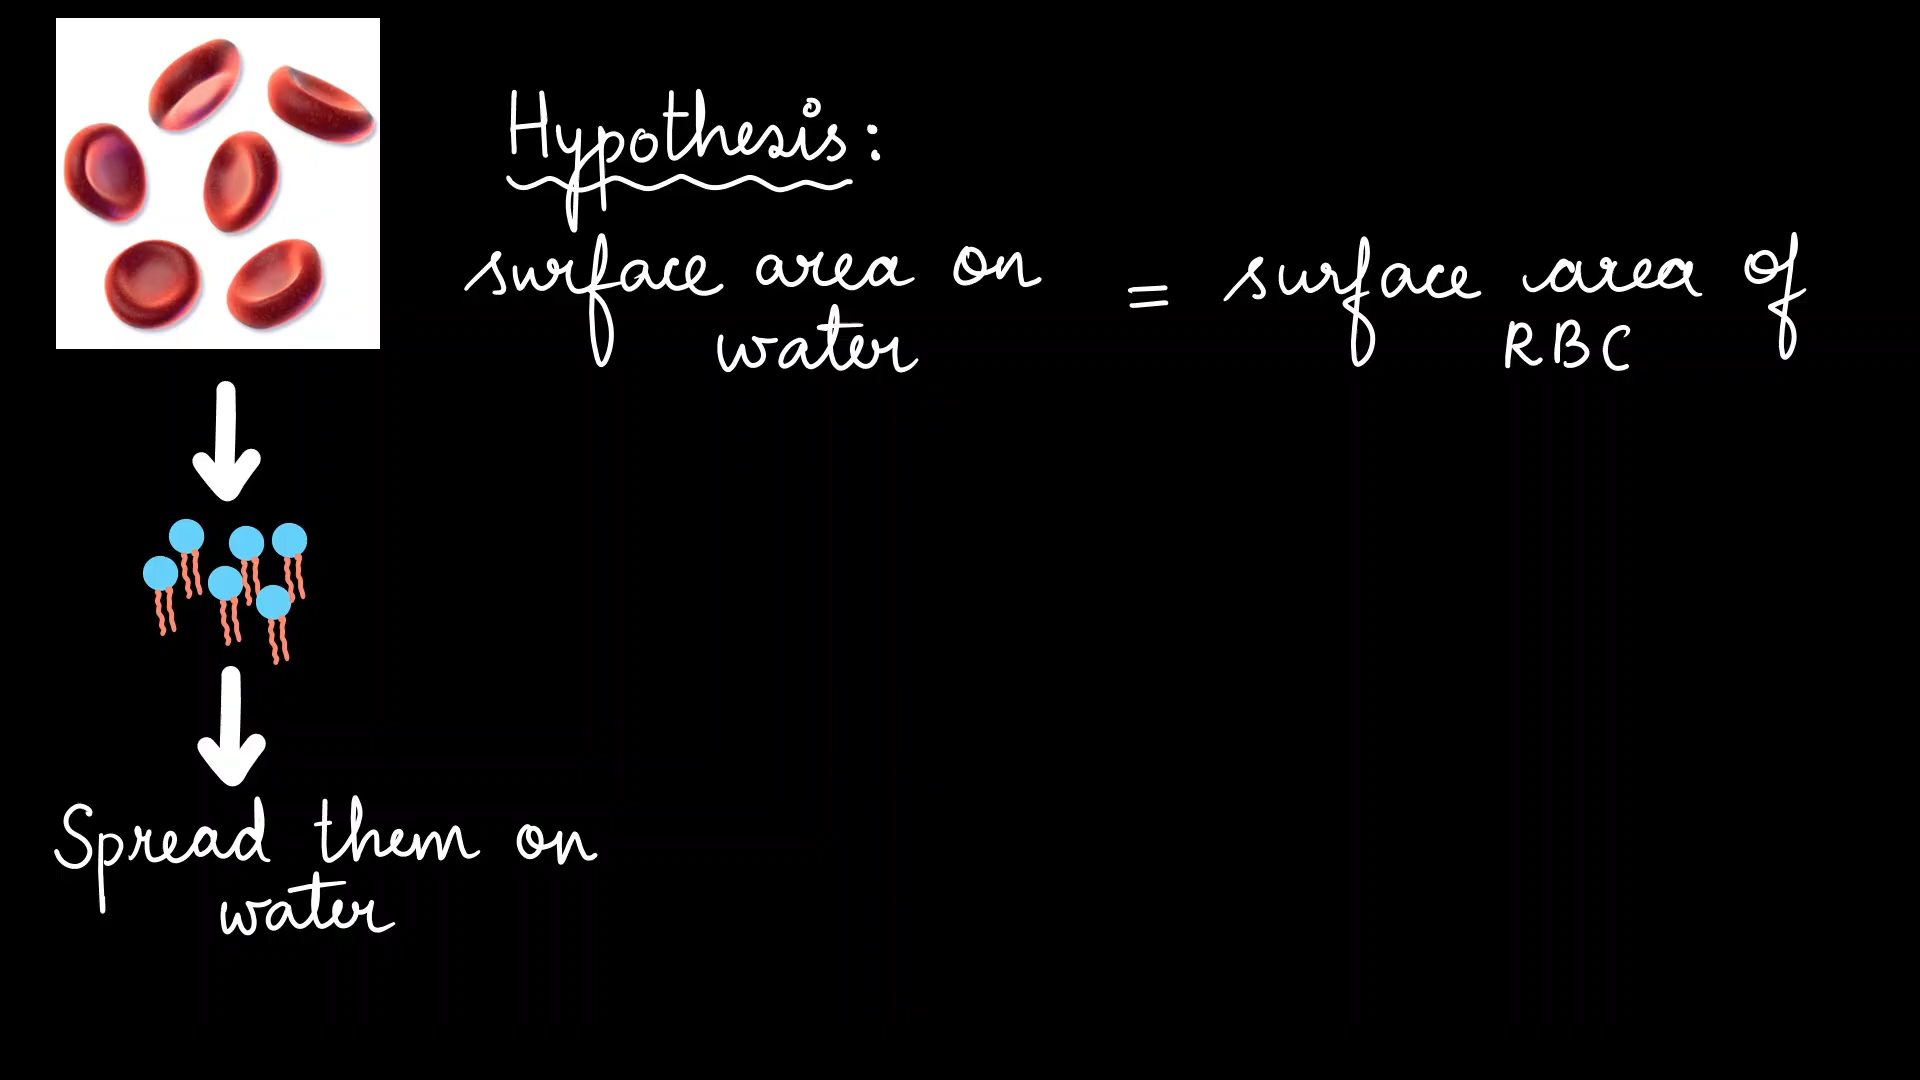 Hypothesis:
surface area on
water
=
surface area of
RBC
Spread them on
water